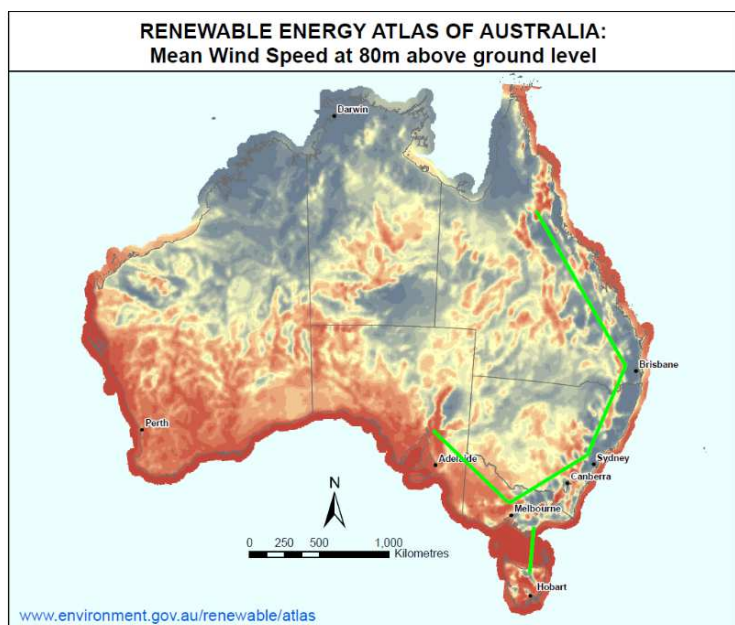 RENEWABLE ENERGY ATLAS OF AUSTRALIA:
Mean Wind Speed at 80m above ground level
Darwin
Brisbane
Perth
Adelaide
Sydney
Canberra
N
Melbourne
0 250 500 1,000
Kilometres
Hobart
www.environment.gov.au/renewable/atlas